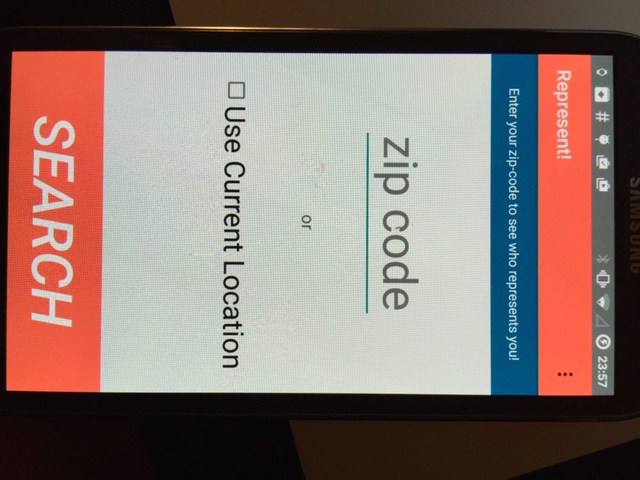 SAMSUNG
23:57
Represent!
Enter your zip-code to see who represents you!
zip code
or
Use Current Location
SEARCH